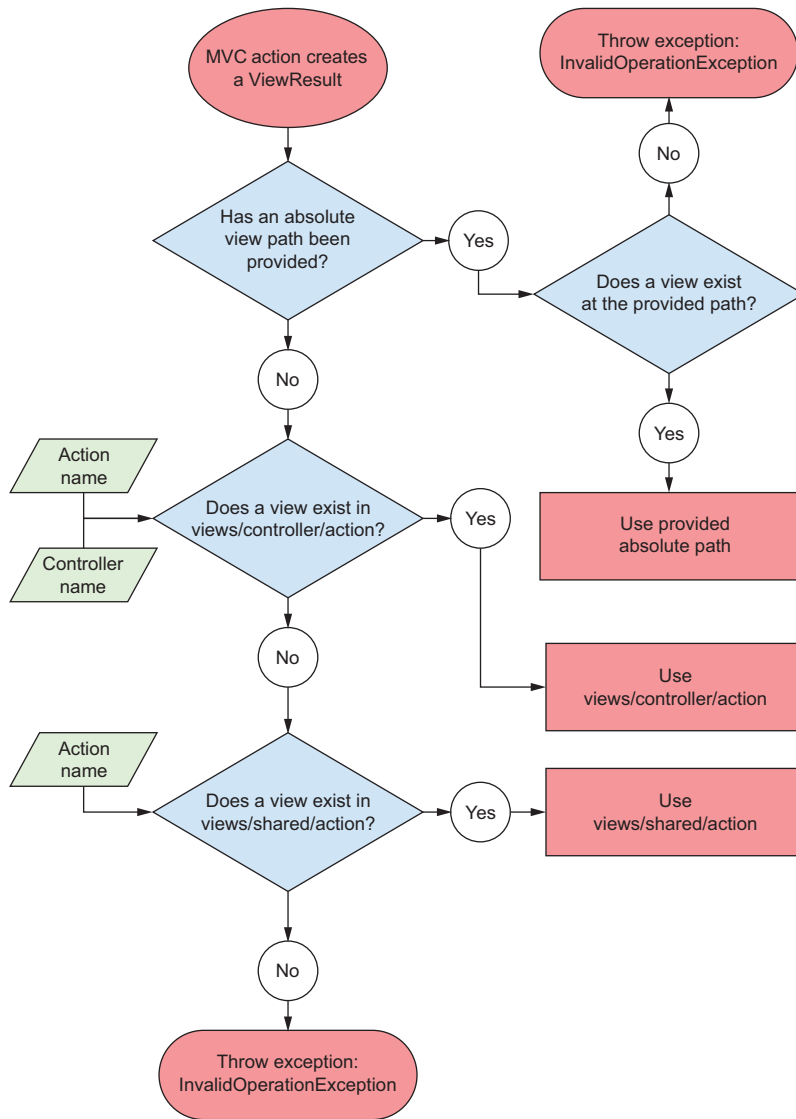 MVC action creates
a ViewResult
Throw exception:
InvalidOperationException
No
Has an absolute
view path been
provided?
Yes
Does a view exist
at the provided path?
No
Yes
Action
name
Does a view exist in
views/controller/action?
Yes
Use provided
absolute path
Controller
name
No
Use
views/controller/action
Action
name
Does a view exist in
views/shared/action?
Yes
Use
views/shared/action
No
Throw exception:
InvalidOperationException